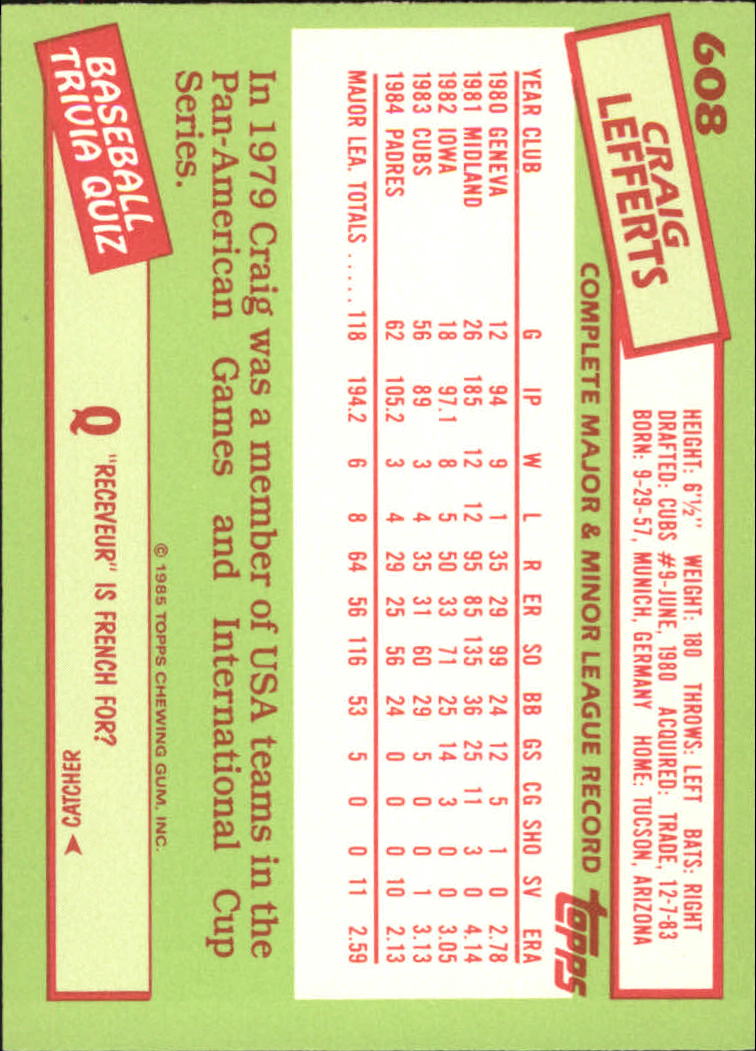 608
CRAIG
LEFFERTS
HEIGHT: 6'½" WEIGHT: 180 THROWS: LEFT BATS: RIGHT
DRAFTED: CUBS #9-JUNE, 1980 ACQUIRED: TRADE, 12-7-83
BORN: 9-29-57, MUNICH, GERMANY HOME: TUCSON, ARIZONA
COMPLETE MAJOR & MINOR LEAGUE RECORD topps
YEAR CLUB G IP W L R ER SO BB GS CG SHO SV ERA
1980 GENEVA 12 94 9 1 35 29 99 24 12 5 1 0 2.78
1981 MIDLAND 26 185 12 12 95 85 135 36 25 11 3 0 4.14
1982 IOWA 18 97.1 8 5 50 33 71 25 14 3 0 0 3.05
1983 CUBS 56 89 3 4 35 31 60 29 5 0 0 1 3.13
1984 PADRES 62 105.2 3 4 29 25 56 24 0 0 0 10 2.13
MAJOR LEA. TOTALS ..... 118 194.2 6 8 64 56 116 53 5 0 0 11 2.59
In 1979 Craig was a member of USA teams in the
Pan-American Games and International Cup
Series.
© 1985 TOPPS CHEWING GUM, INC.
BASEBALL
TRIVIA QUIZ
Q "RECEVEUR" IS FRENCH FOR?
CATCHER